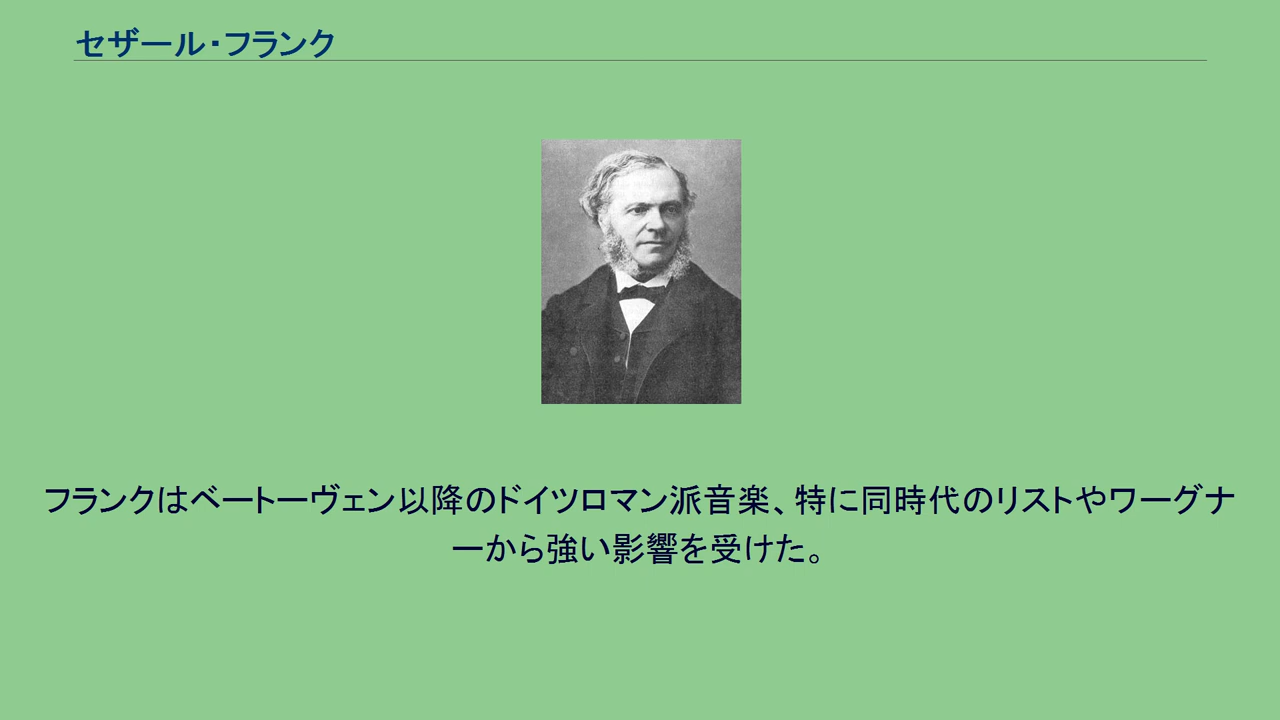 セザール・フランク
フランクはベートーヴェン以降のドイツロマン派音楽、特に同時代のリストやワーグナ
ーから強い影響を受けた。